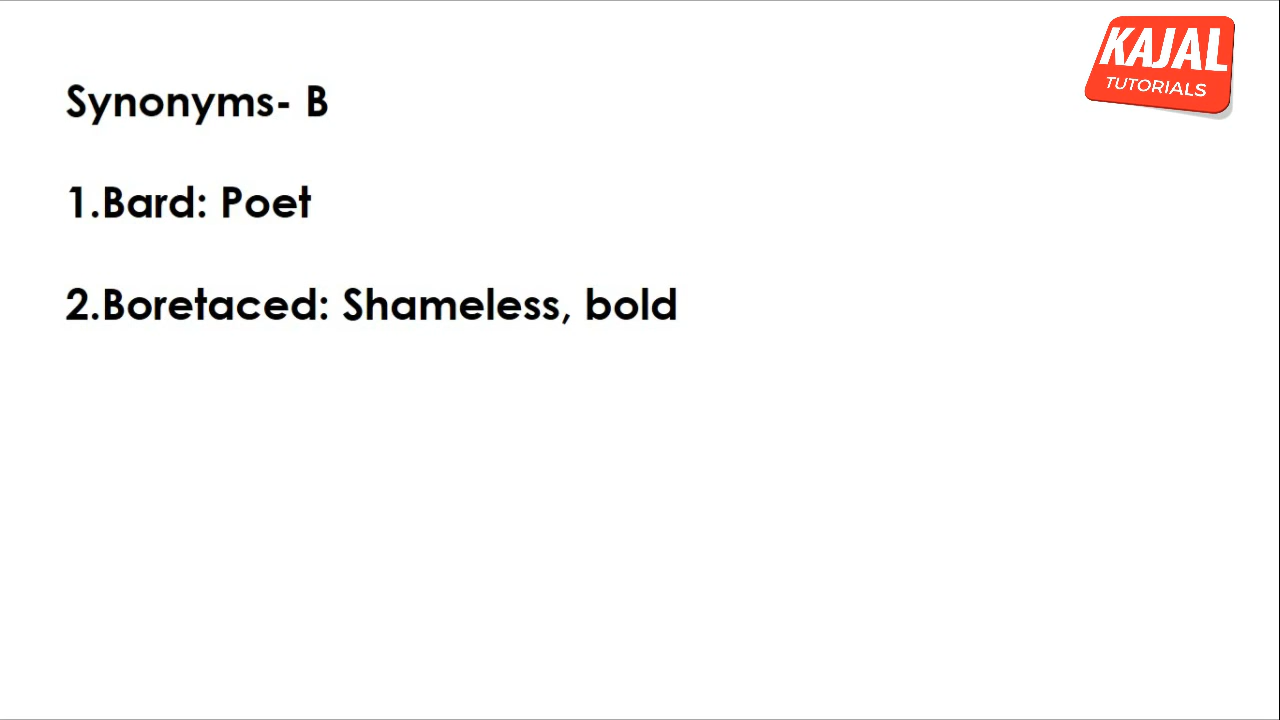 KAJAL
TUTORIALS
Synonyms- B
1.Bard: Poet
2.Boretaced: Shameless, bold